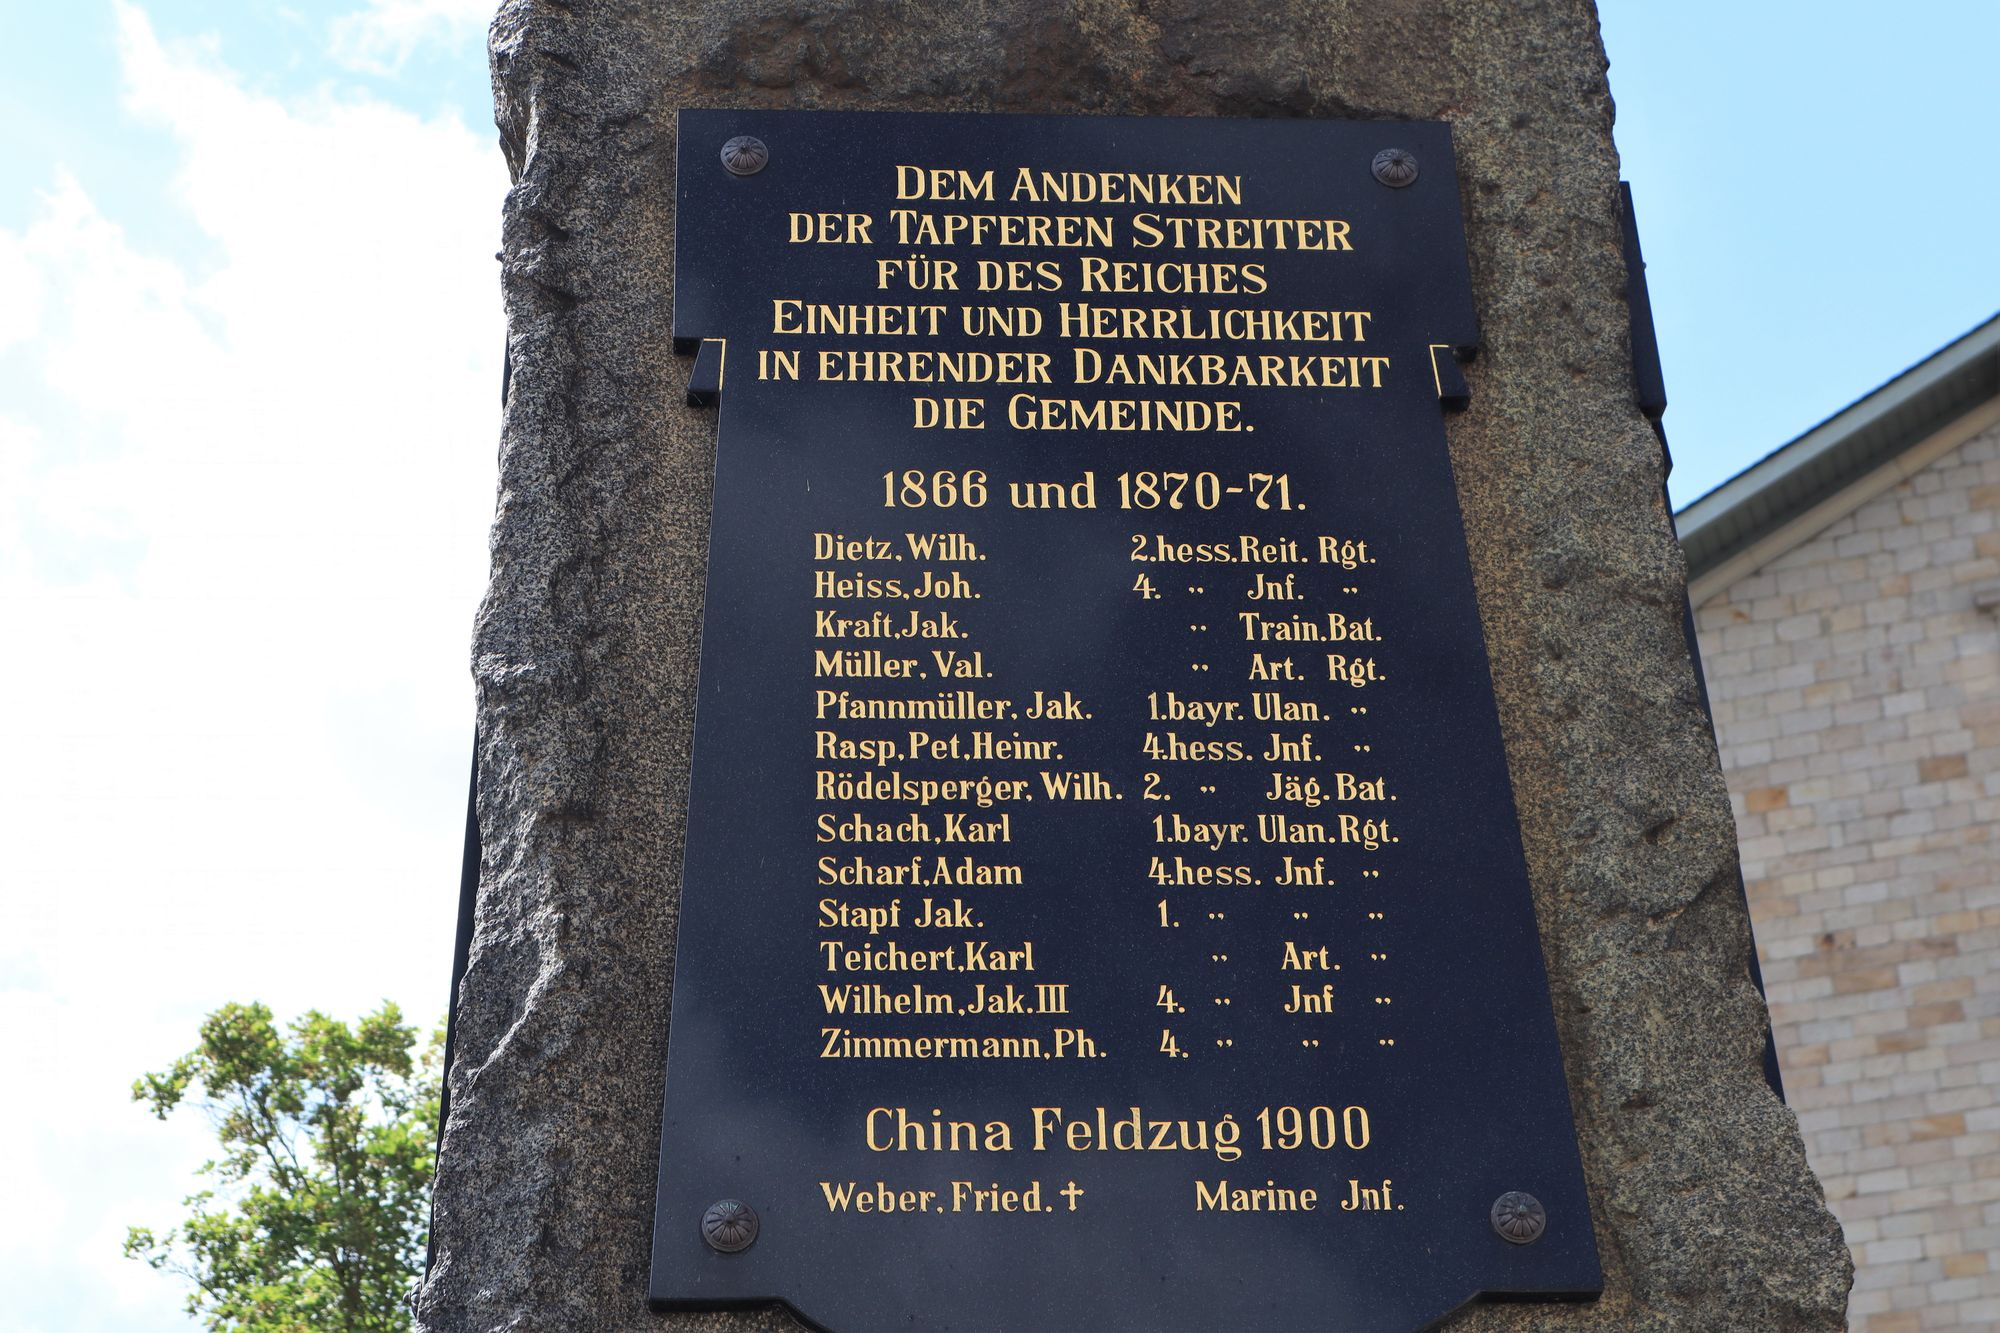 DEM ANDENKEN
DER TAPFEREN STREITER
FÜR DES REICHES
EINHEIT UND HERRLICHKEIT
IN EHRENDER DANKBARKEIT
DIE GEMEINDE.
1866 und 1870-71.
Dietz, Wilh. 2. hess. Reit. Rgt.
Heiss, Joh. 4. „ Jnf. „
Kraft, Jak. „ Train. Bat.
Müller, Val. „ Art. Rgt.
Pfannmüller, Jak. 1. bayr. Ulan. „
Rasp, Pet, Heinr. 4. hess. Jnf. „
Rödelsperger, Wilh. 2. „ Jäg. Bat.
Schach, Karl 1. bayr. Ulan. Rgt.
Scharf, Adam 4. hess. Jnf. „
Stapf Jak. 1. „ „ „
Teichert, Karl „ Art. „
Wilhelm, Jak. III 4. „ Jnf „
Zimmermann, Ph. 4. „ „ „
China Feldzug 1900
Weber, Fried. ✝ Marine Jnf.